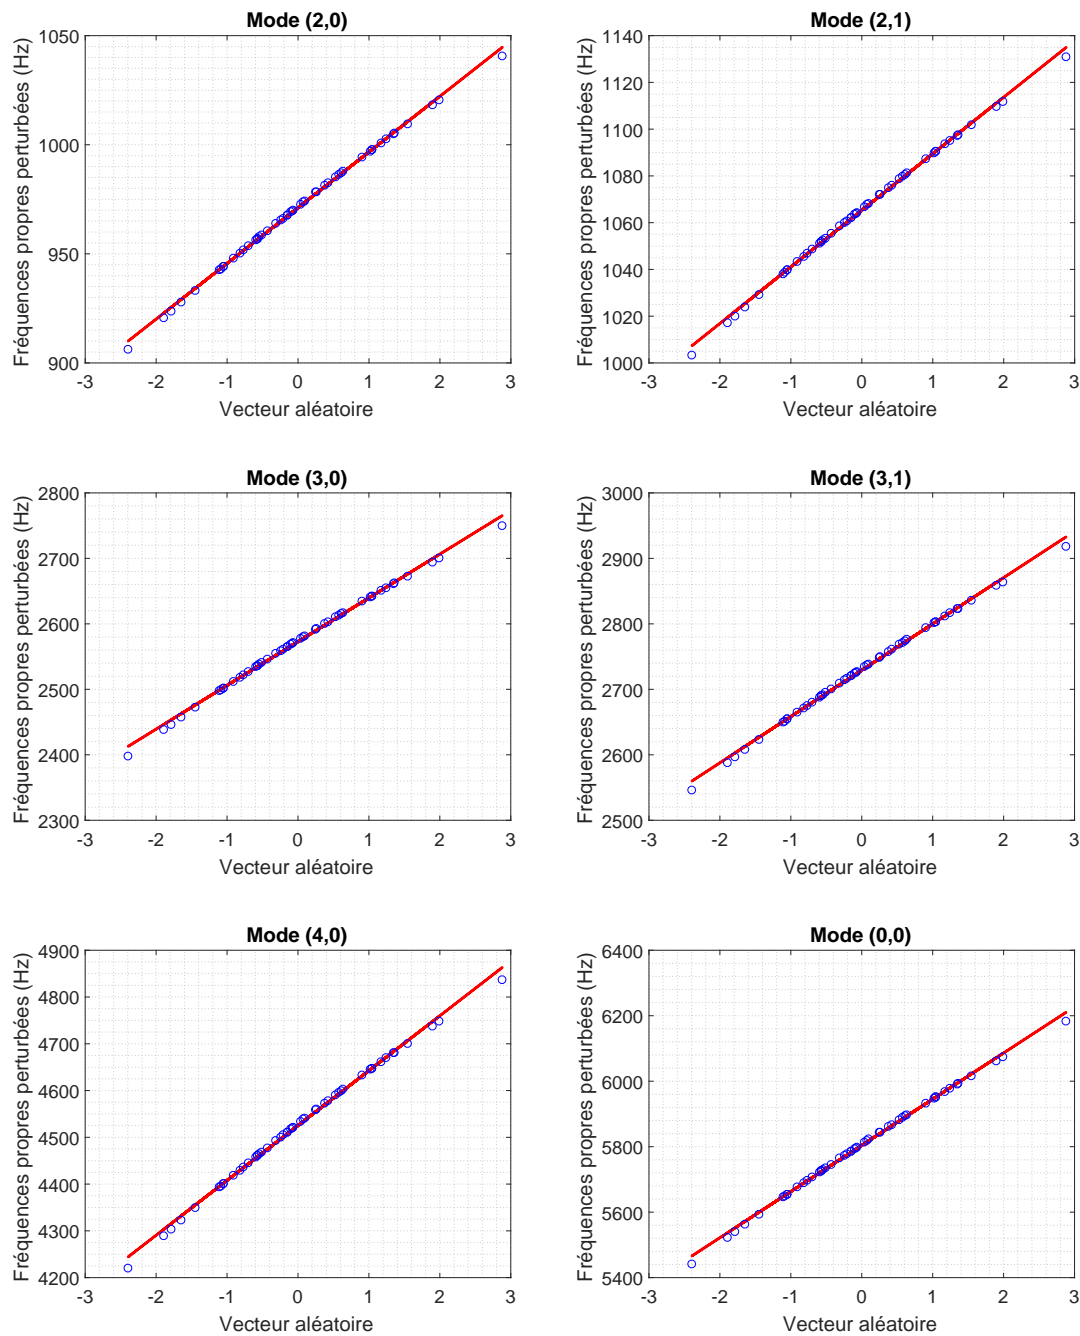 Mode (2,0)
Fréquences propres perturbées (Hz)
1050
1000
950
900
-3 -2 -1 0 1 2 3
Vecteur aléatoire
Mode (2,1)
Fréquences propres perturbées (Hz)
1140
1120
1100
1080
1060
1040
1020
1000
-3 -2 -1 0 1 2 3
Vecteur aléatoire
Mode (3,0)
Fréquences propres perturbées (Hz)
2800
2700
2600
2500
2400
2300
-3 -2 -1 0 1 2 3
Vecteur aléatoire
Mode (3,1)
Fréquences propres perturbées (Hz)
3000
2900
2800
2700
2600
2500
-3 -2 -1 0 1 2 3
Vecteur aléatoire
Mode (4,0)
Fréquences propres perturbées (Hz)
4900
4800
4700
4600
4500
4400
4300
4200
-3 -2 -1 0 1 2 3
Vecteur aléatoire
Mode (0,0)
Fréquences propres perturbées (Hz)
6400
6200
6000
5800
5600
5400
-3 -2 -1 0 1 2 3
Vecteur aléatoire